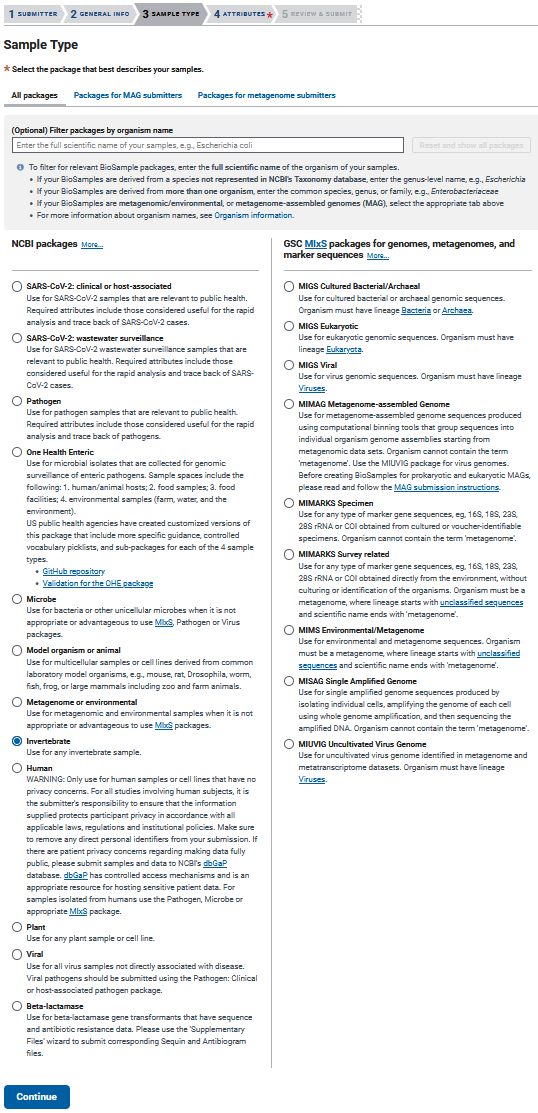 1 SUBMITTER
2 GENERAL INFO
3 SAMPLE TYPE
4 ATTRIBUTES *
5 REVIEW & SUBMIT
Sample Type
* Select the package that best describes your samples.
All packages
Packages for MAG submitters
Packages for metagenome submitters
(Optional) Filter packages by organism name
Enter the full scientific name of your samples, e.g., Escherichia coli
Reset and show all packages
To filter for relevant BioSample packages, enter the full scientific name of the organism of your samples.
• If your BioSamples are derived from a species not represented in NCBI's Taxonomy database, enter the genus-level name, e.g., Escherichia
• If your BioSamples are derived from more than one organism, enter the common species, genus, or family, e.g., Enterobacteriaceae
• If your BioSamples are metagenomic/environmental, or metagenome-assembled genomes (MAG), select the appropriate tab above
• For more information about organism names, see Organism information.
NCBI packages More...
SARS-CoV-2: clinical or host-associated
Use for SARS-CoV-2 samples that are relevant to public health.
Required attributes include those considered useful for the rapid
analysis and trace back of SARS-CoV-2 cases.
SARS-CoV-2: wastewater surveillance
Use for SARS-CoV-2 wastewater surveillance samples that are
relevant to public health. Required attributes include those
considered useful for the rapid analysis and trace back of SARS-
CoV-2 cases.
Pathogen
Use for pathogen samples that are relevant to public health.
Required attributes include those considered useful for the rapid
analysis and trace back of pathogens.
One Health Enteric
Use for microbial isolates that are collected for genomic
surveillance of enteric pathogens. Sample spaces include the
following: 1. human/animal hosts; 2. food samples; 3. food
facilities; 4. environmental samples (farm, water, and the
environment).
US public health agencies have created customized versions of
this package that include more specific guidance, controlled
vocabulary picklists, and sub-packages for each of the 4 sample
types.
• GitHub repository
• Validation for the OHE package
Microbe
Use for bacteria or other unicellular microbes when it is not
appropriate or advantageous to use MIxS, Pathogen or Virus
packages.
Model organism or animal
Use for multicellular samples or cell lines derived from common
laboratory model organisms, e.g., mouse, rat, Drosophila, worm,
fish, frog, or large mammals including zoo and farm animals.
Metagenome or environmental
Use for metagenomic and environmental samples when it is not
appropriate or advantageous to use MIxS packages.
Invertebrate
Use for any invertebrate sample.
Human
WARNING: Only use for human samples or cell lines that have no
privacy concerns. For all studies involving human subjects, it is
the submitter's responsibility to ensure that the information
supplied protects participant privacy in accordance with all
applicable laws, regulations and institutional policies. Make sure
to remove any direct personal identifiers from your submission. If
there are patient privacy concerns regarding making data fully
public, please submit samples and data to NCBI's dbGaP
database. dbGaP has controlled access mechanisms and is an
appropriate resource for hosting sensitive patient data. For
samples isolated from humans use the Pathogen, Microbe or
appropriate MIxS package.
Plant
Use for any plant sample or cell line.
Viral
Use for all virus samples not directly associated with disease.
Viral pathogens should be submitted using the Pathogen: Clinical
or host-associated pathogen package.
Beta-lactamase
Use for beta-lactamase gene transformants that have sequence
and antibiotic resistance data. Please use the 'Supplementary
Files' wizard to submit corresponding Sequin and Antibiogram
files.
GSC MIxS packages for genomes, metagenomes, and
marker sequences More...
MIGS Cultured Bacterial/Archaeal
Use for cultured bacterial or archaeal genomic sequences.
Organism must have lineage Bacteria or Archaea.
MIGS Eukaryotic
Use for eukaryotic genomic sequences. Organism must have
lineage Eukaryota.
MIGS Viral
Use for virus genomic sequences. Organism must have lineage
Viruses.
MIMAG Metagenome-assembled Genome
Use for metagenome-assembled genome sequences produced
using computational binning tools that group sequences into
individual organism genome assemblies starting from
metagenomic data sets. Organism cannot contain the term
'metagenome'. Use the MIUVIG package for virus genomes.
Before creating BioSamples for prokaryotic and eukaryotic MAGs,
please read and follow the MAG submission instructions.
MIMARKS Specimen
Use for any type of marker gene sequences, eg, 16S, 18S, 23S,
28S rRNA or COI obtained from cultured or voucher-identifiable
specimens. Organism cannot contain the term 'metagenome'.
MIMARKS Survey related
Use for any type of marker gene sequences, eg, 16S, 18S, 23S,
28S rRNA or COI obtained directly from the environment, without
culturing or identification of the organisms. Organism must be a
metagenome, where lineage starts with unclassified sequences
and scientific name ends with 'metagenome'.
MIMS Environmental/Metagenome
Use for environmental and metagenome sequences. Organism
must be a metagenome, where lineage starts with unclassified
sequences and scientific name ends with 'metagenome'.
MISAG Single Amplified Genome
Use for single amplified genome sequences produced by
isolating individual cells, amplifying the genome of each cell
using whole genome amplification, and then sequencing the
amplified DNA. Organism cannot contain the term 'metagenome'.
MIUVIG Uncultivated Virus Genome
Use for uncultivated virus genome identified in metagenome and
metatranscriptome datasets. Organism must have lineage
Viruses.
Continue